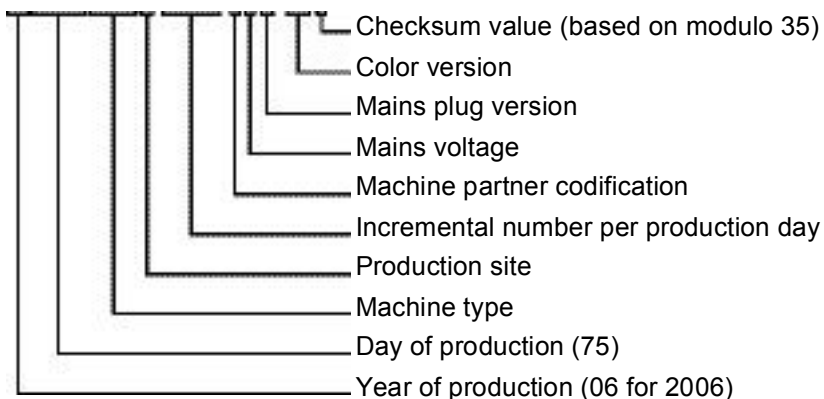 Checksum value (based on modulo 35)
Color version
Mains plug version
Mains voltage
Machine partner codification
Incremental number per production day
Production site
Machine type
Day of production (75)
Year of production (06 for 2006)